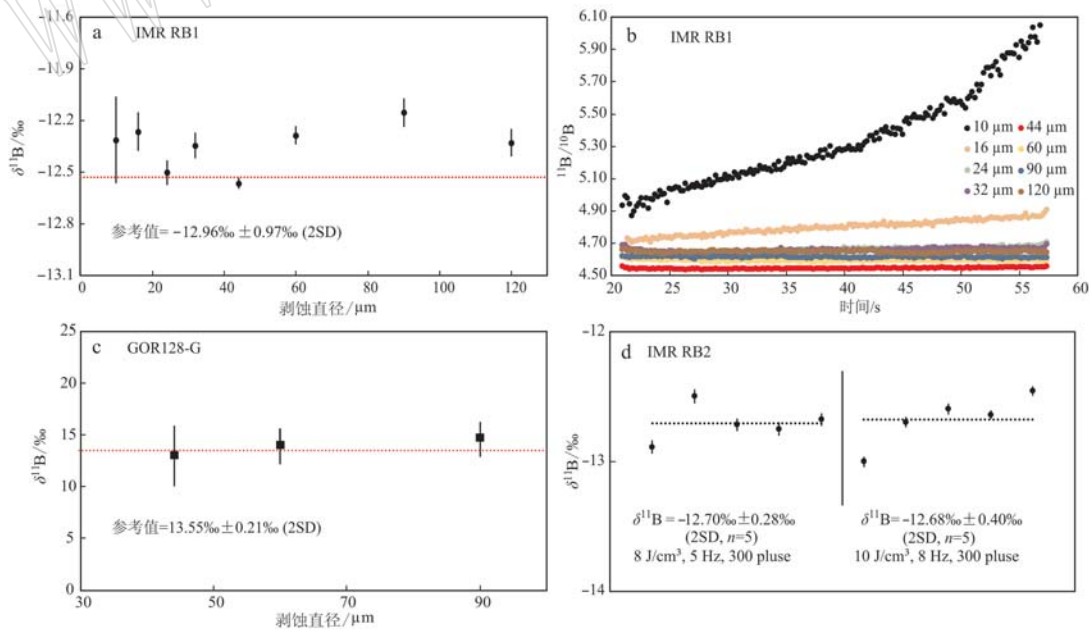 a IMR RB1
-11.6
-11.9
-12.2
-12.5
-12.8
-13.1
δ¹¹B/‰
参考值= -12.96‰ ±0.97‰ (2SD)
0 20 40 60 80 100 120
剥蚀直径/μm
b IMR RB1
6.10
5.90
5.70
5.50
5.30
5.10
4.90
4.70
4.50
¹¹B/¹⁰B
10 μm 44 μm
16 μm 60 μm
24 μm 90 μm
32 μm 120 μm
20 25 30 35 40 45 50 55 60
时间/s
c GOR128-G
25
20
15
10
5
0
δ¹¹B/‰
参考值=13.55‰±0.21‰ (2SD)
30 50 70 90
剥蚀直径/μm
d IMR RB2
-12
-13
-14
δ¹¹B/‰
δ¹¹B = -12.70‰±0.28‰
(2SD, n=5)
8 J/cm³, 5 Hz, 300 pluse
δ¹¹B= -12.68‰±0.40‰
(2SD, n=5)
10 J/cm³, 8 Hz, 300 pluse